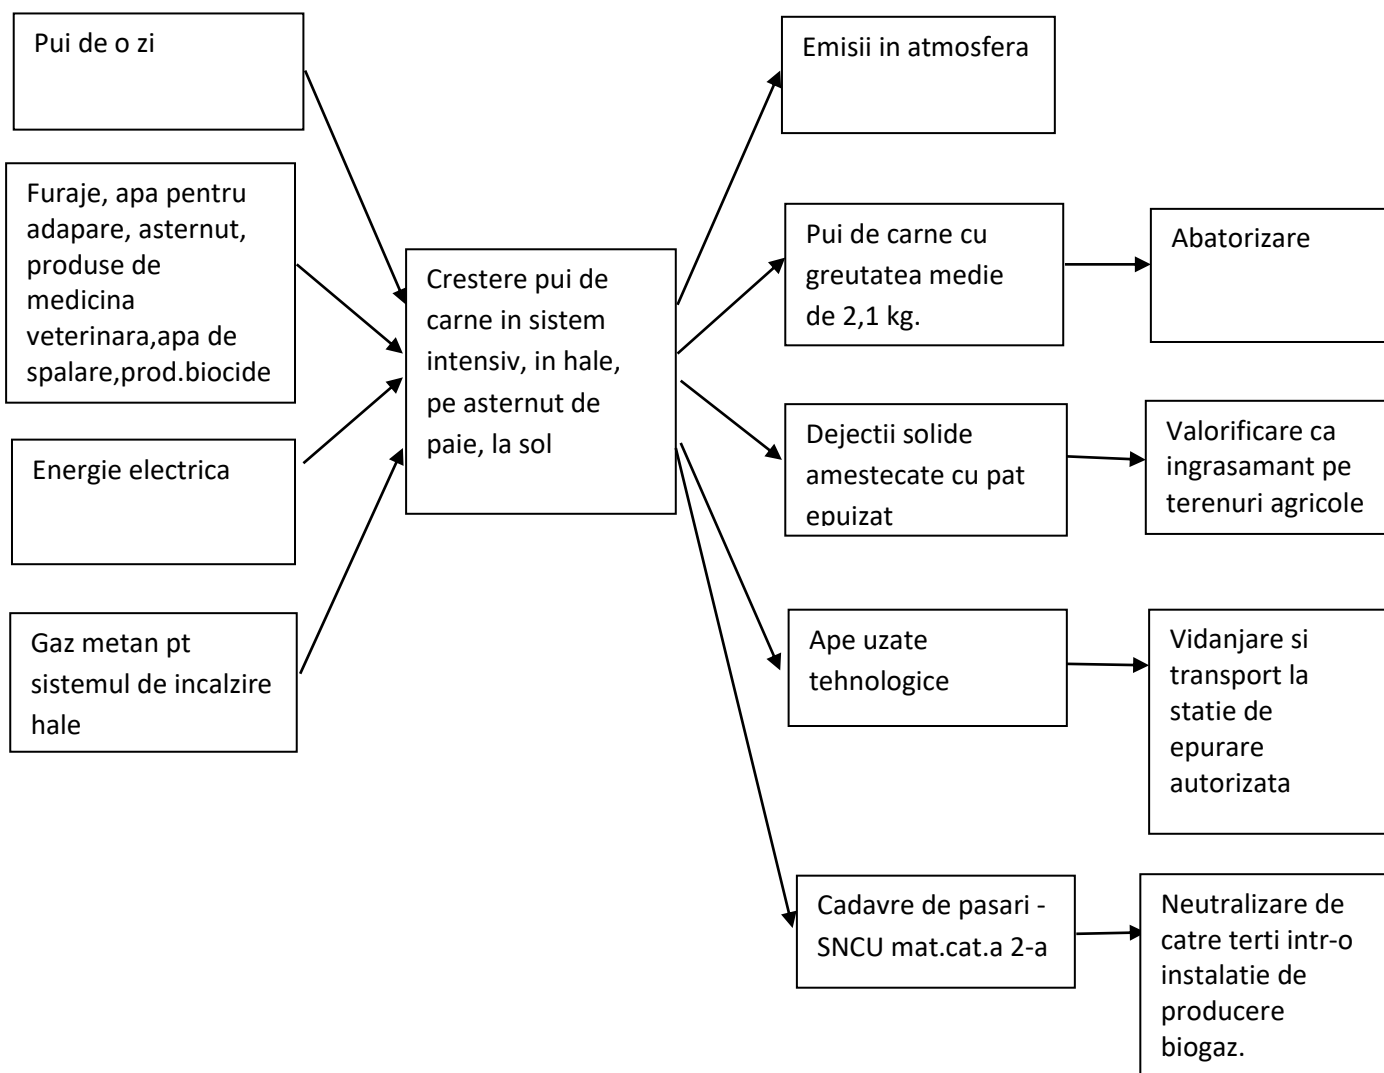 Pui de o zi
Furaje, apa pentru
adapare, asternut,
produse de
medicina
veterinara,apa de
spalare,prod.biocide
Energie electrica
Gaz metan pt
sistemul de incalzire
hale
Crestere pui de
carne in sistem
intensiv, in hale,
pe asternut de
paie, la sol
Emisii in atmosfera
Pui de carne cu
greutatea medie
de 2,1 kg.
Abatorizare
Dejectii solide
amestecate cu pat
epuizat
Valorificare ca
ingrasamant pe
terenuri agricole
Ape uzate
tehnologice
Vidanjare si
transport la
statie de
epurare
autorizata
Cadavre de pasari -
SNCU mat.cat.a 2-a
Neutralizare de
catre terti intr-o
instalatie de
producere
biogaz.